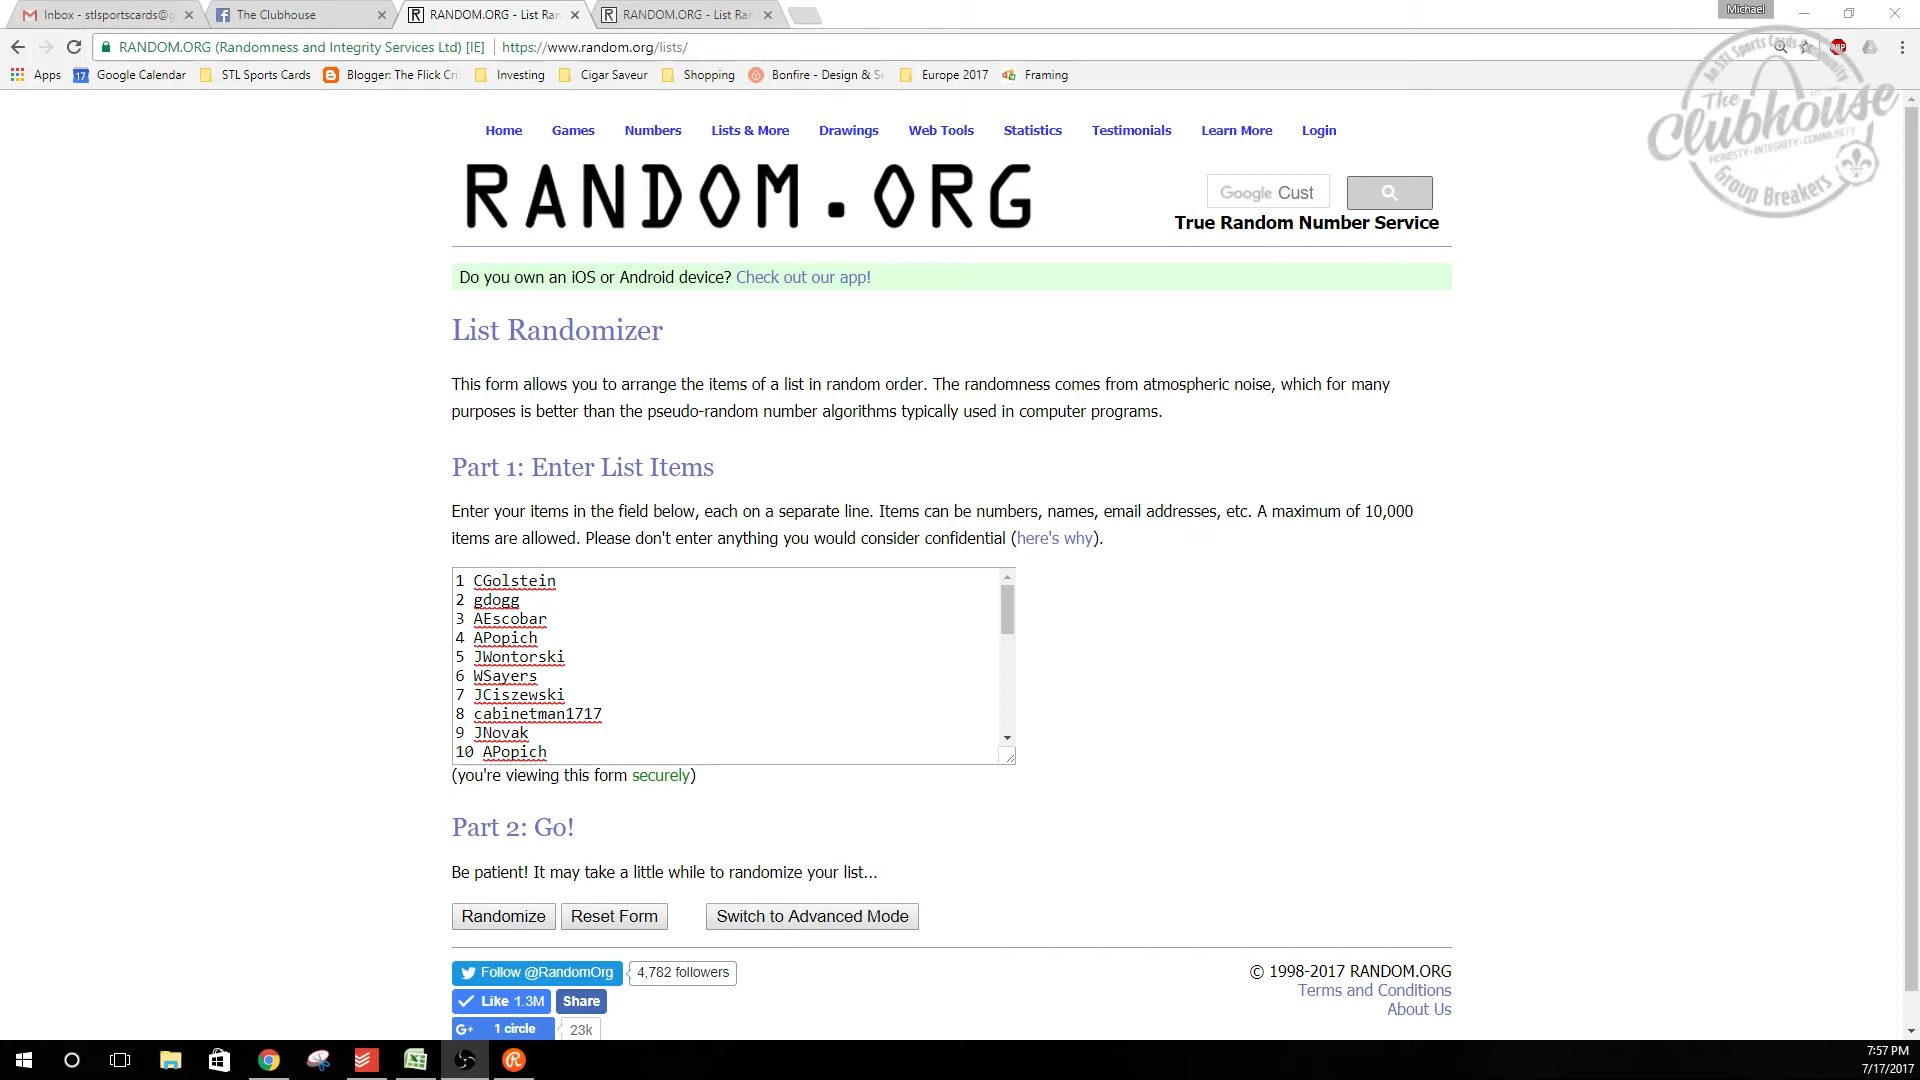 Inbox - stlsportscards@g
The Clubhouse
RANDOM.ORG - List Ran
RANDOM.ORG - List Ran
Michael
RANDOM.ORG (Randomness and Integrity Services Ltd) [IE]
https://www.random.org/lists/
ABP
Apps
17
Google Calendar
STL Sports Cards
Blogger: The Flick Cri
Investing
Cigar Saveur
Shopping
Bonfire - Design & Se
Europe 2017
Framing
An STL Sports Cards Community
The
Clubhouse
HONESTY · INTEGRITY · COMMUNITY
Group Breakers
Home
Games
Numbers
Lists & More
Drawings
Web Tools
Statistics
Testimonials
Learn More
Login
RANDOM.ORG
Google Cust
True Random Number Service
Do you own an iOS or Android device? Check out our app!
List Randomizer
This form allows you to arrange the items of a list in random order. The randomness comes from atmospheric noise, which for many
purposes is better than the pseudo-random number algorithms typically used in computer programs.
Part 1: Enter List Items
Enter your items in the field below, each on a separate line. Items can be numbers, names, email addresses, etc. A maximum of 10,000
items are allowed. Please don't enter anything you would consider confidential (here's why).
1 CGolstein
2 gdogg
3 AEscobar
4 APopich
5 JWontorski
6 WSayers
7 JCiszewski
8 cabinetman1717
9 JNovak
10 APopich
(you're viewing this form securely)
Part 2: Go!
Be patient! It may take a little while to randomize your list...
Randomize
Reset Form
Switch to Advanced Mode
Follow @RandomOrg
4,782 followers
Like 1.3M
Share
G+ 1 circle
23k
© 1998-2017 RANDOM.ORG
Terms and Conditions
About Us
7:57 PM
7/17/2017